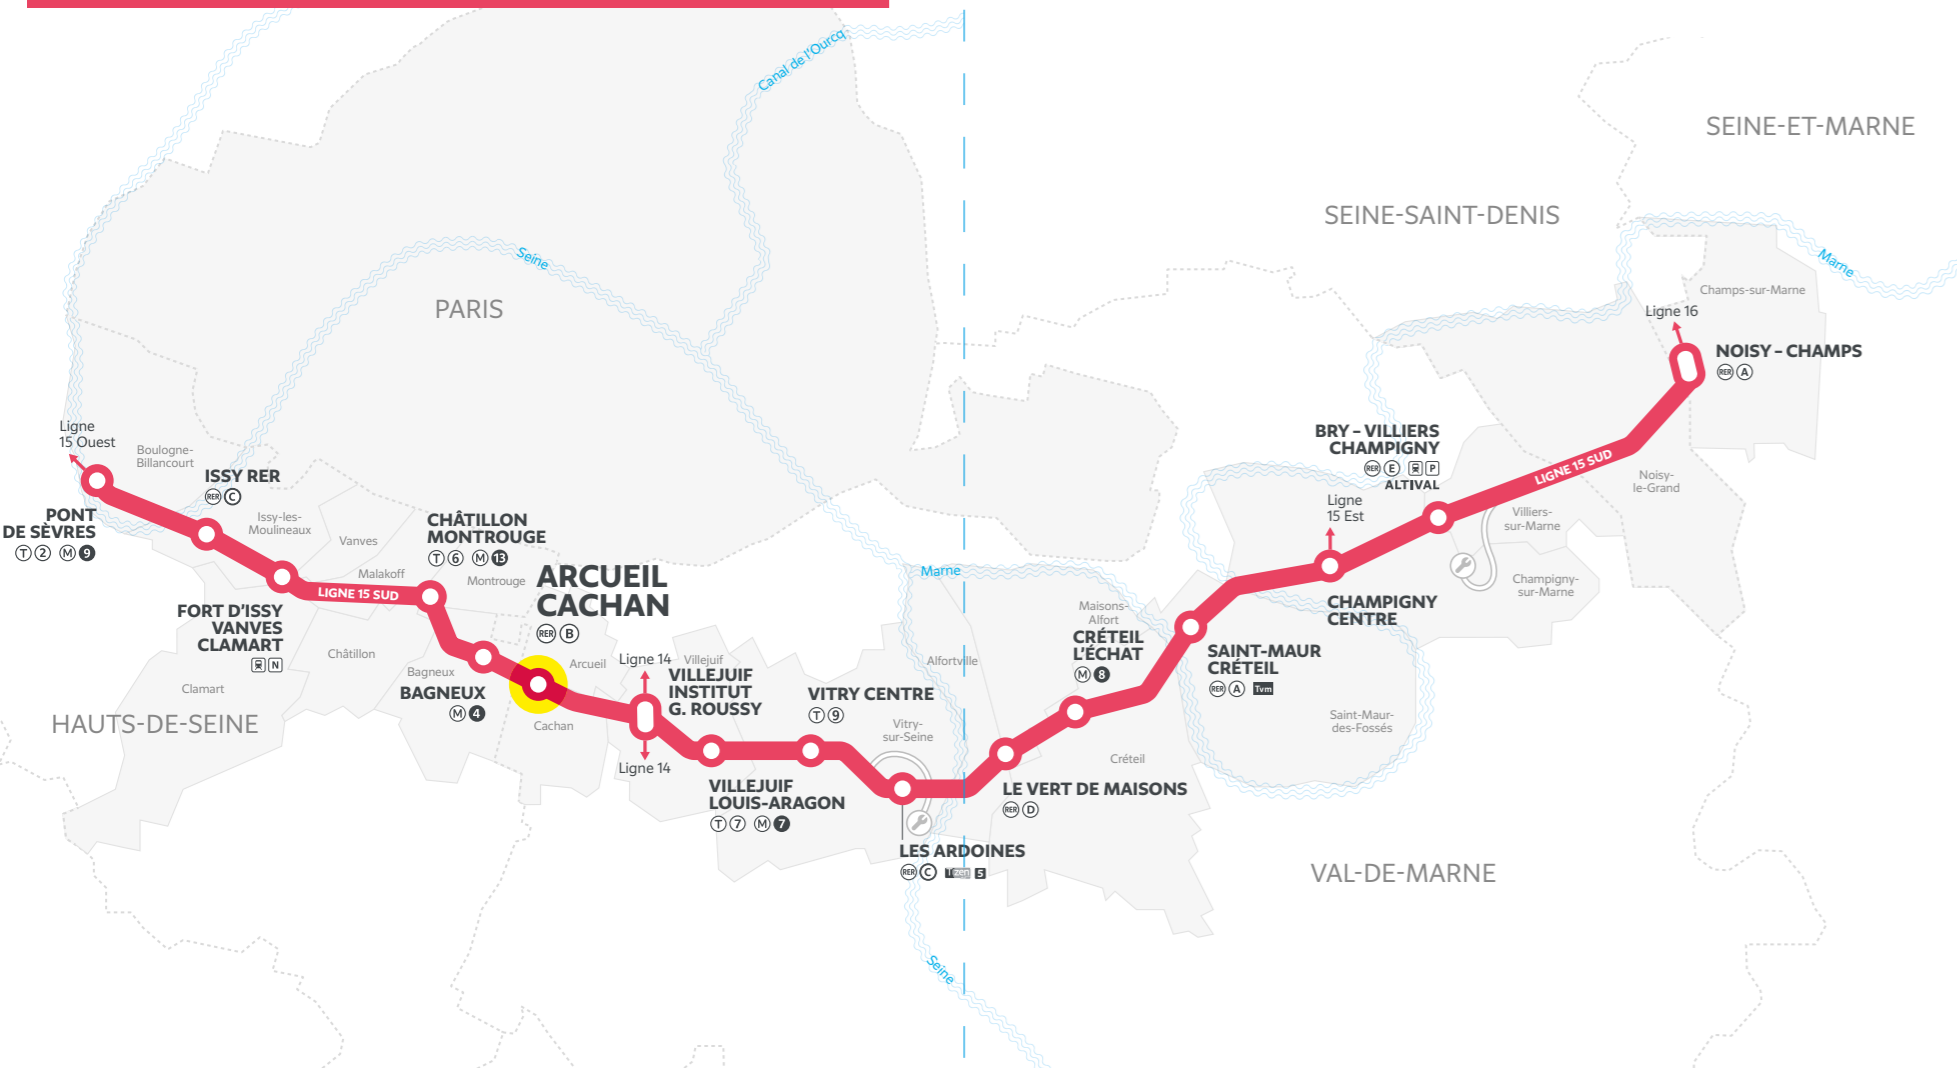 Canal de l'Ourcq
SEINE-ET-MARNE
SEINE-SAINT-DENIS
Seine
Marne
PARIS
Champs-sur-Marne
Ligne 16
NOISY – CHAMPS
RER A
Ligne
15 Ouest
Boulogne-
Billancourt
ISSY RER
RER C
PONT
DE SÈVRES
T 2 M 9
Issy-les-
Moulineaux
Vanves
CHÂTILLON
MONTROUGE
T 6 M 13
Malakoff
Montrouge
LIGNE 15 SUD
FORT D'ISSY
VANVES
CLAMART
N
Châtillon
Clamart
HAUTS-DE-SEINE
Bagneux
BAGNEUX
M 4
ARCUEIL
CACHAN
RER B
Arcueil
Cachan
Ligne 14
Villejuif
VILLEJUIF
INSTITUT
G. ROUSSY
Ligne 14
VILLEJUIF
LOUIS-ARAGON
T 7 M 7
VITRY CENTRE
T 9
Vitry-
sur-Seine
LES ARDOINES
RER C Tzen 5
Seine
Marne
Alfortville
LE VERT DE MAISONS
RER D
Maisons-
Alfort
CRÉTEIL
L'ÉCHAT
M 8
Créteil
SAINT-MAUR
CRÉTEIL
RER A Tvm
Saint-Maur-
des-Fossés
Ligne
15 Est
CHAMPIGNY
CENTRE
BRY – VILLIERS
CHAMPIGNY
RER E P
ALTIVAL
LIGNE 15 SUD
Villiers-
sur-Marne
Champigny-
sur-Marne
Noisy-
le-Grand
VAL-DE-MARNE